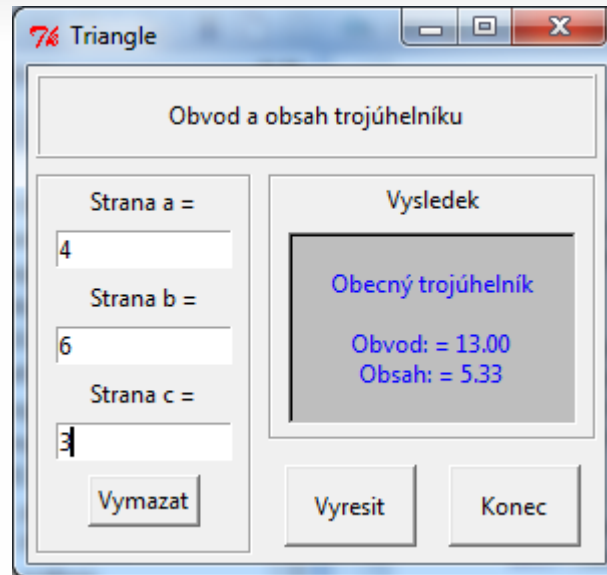 Triangle
Obvod a obsah trojúhelníku
Strana a =
4
Strana b =
6
Strana c =
3
Vymazat
Vysledek
Obecný trojúhelník
Obvod: = 13.00
Obsah: = 5.33
Vyresit
Konec